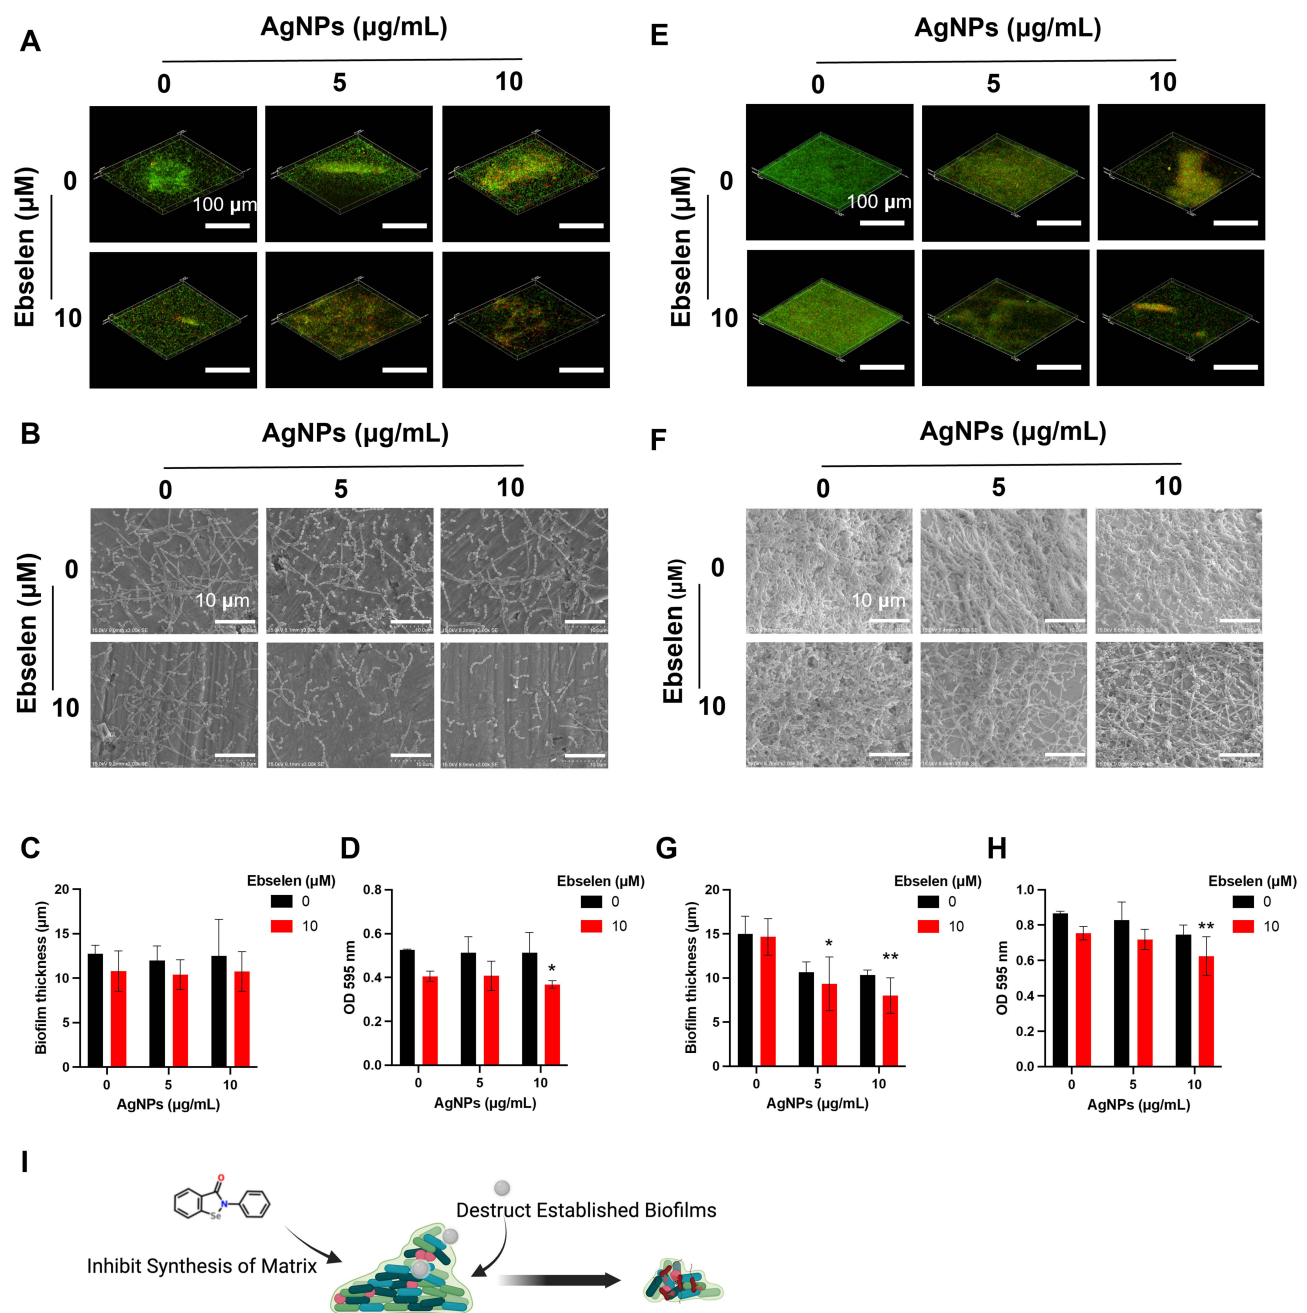 A
AgNPs (µg/mL)
0 5 10
Ebselen (µM)
0
10
100 µm
E
AgNPs (µg/mL)
0 5 10
Ebselen (µM)
0
10
100 µm
B
AgNPs (µg/mL)
0 5 10
Ebselen (µM)
0
10
10 µm
F
AgNPs (µg/mL)
0 5 10
Ebselen (µM)
0
10
10 µm
C
Ebselen (µM)
0
10
Biofilm thickness (µm)
20
15
10
5
0
0 5 10
AgNPs (µg/mL)
D
Ebselen (µM)
0
10
OD 595 nm
0.8
0.6
0.4
0.2
0.0
*
0 5 10
AgNPs (µg/mL)
G
Ebselen (µM)
0
10
Biofilm thickness (µm)
20
15
10
5
0
*
**
0 5 10
AgNPs (µg/mL)
H
Ebselen (µM)
0
10
OD 595 nm
1.0
0.8
0.6
0.4
0.2
0.0
**
0 5 10
AgNPs (µg/mL)
I
O
N
Se
Destruct Established Biofilms
Inhibit Synthesis of Matrix